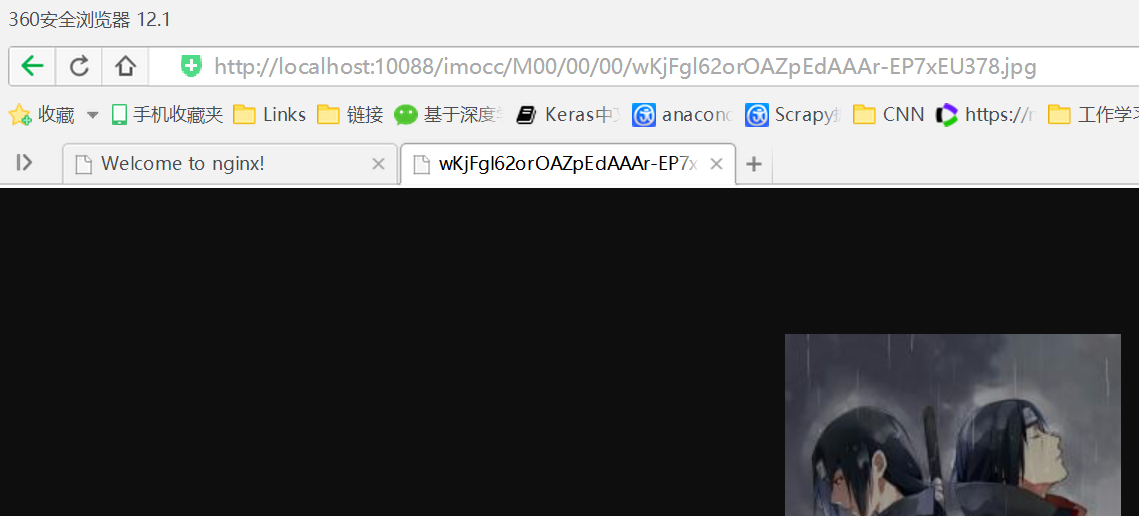 360安全浏览器 12.1
http://localhost:10088/imocc/M00/00/00/wKjFgl62orOAZpEdAAAr-EP7xEU378.jpg
收藏 手机收藏夹 Links 链接 基于深度 Keras中 anacon Scrapy CNN https:// 工作学习
Welcome to nginx! wKjFgl62orOAZpEdAAAr-EP7x